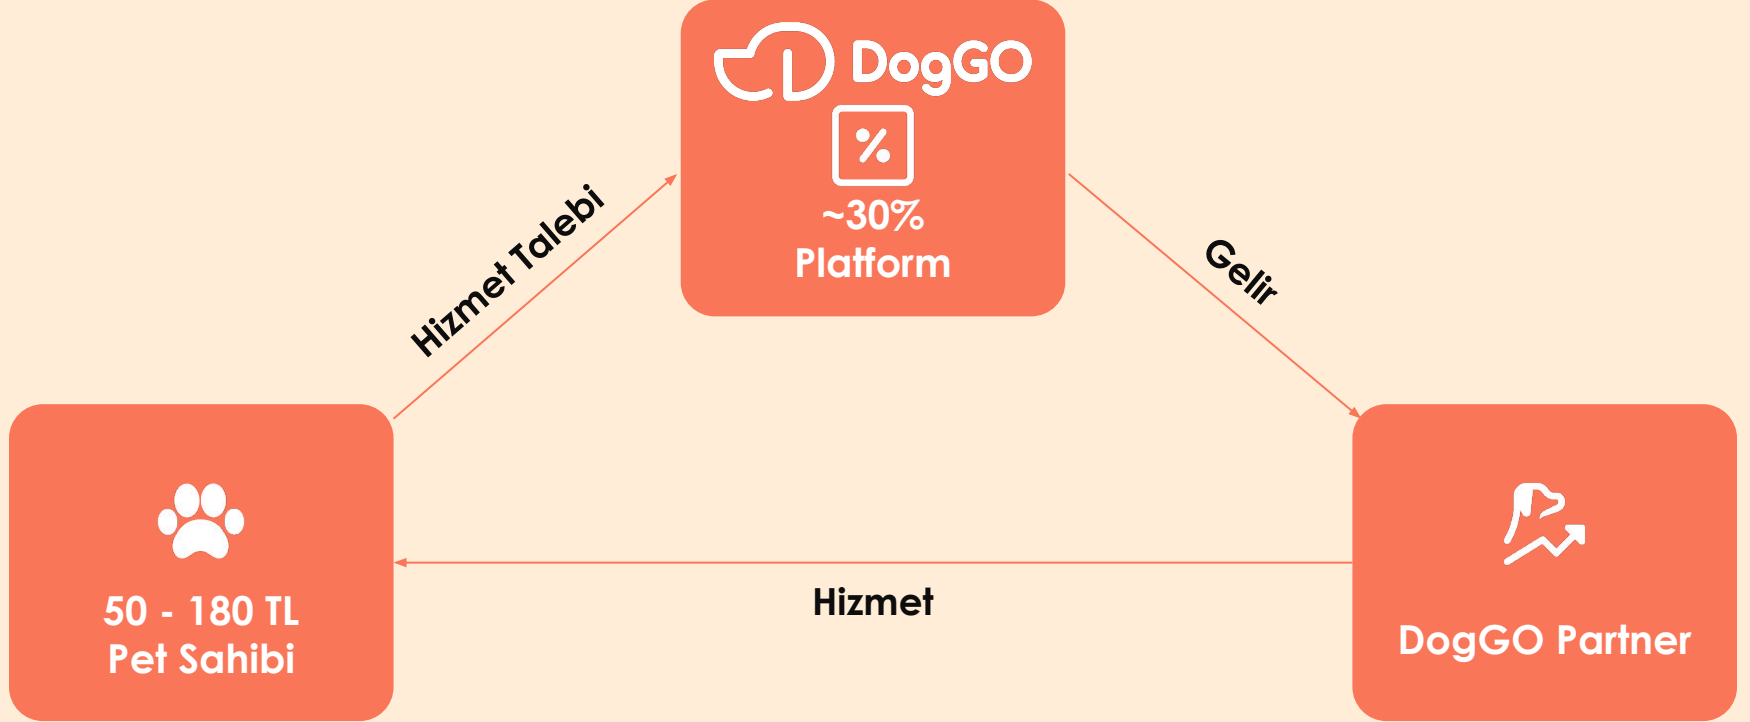 DogGO
%
~30%
Platform
Hizmet Talebi
Gelir
50 - 180 TL
Pet Sahibi
Hizmet
DogGO Partner